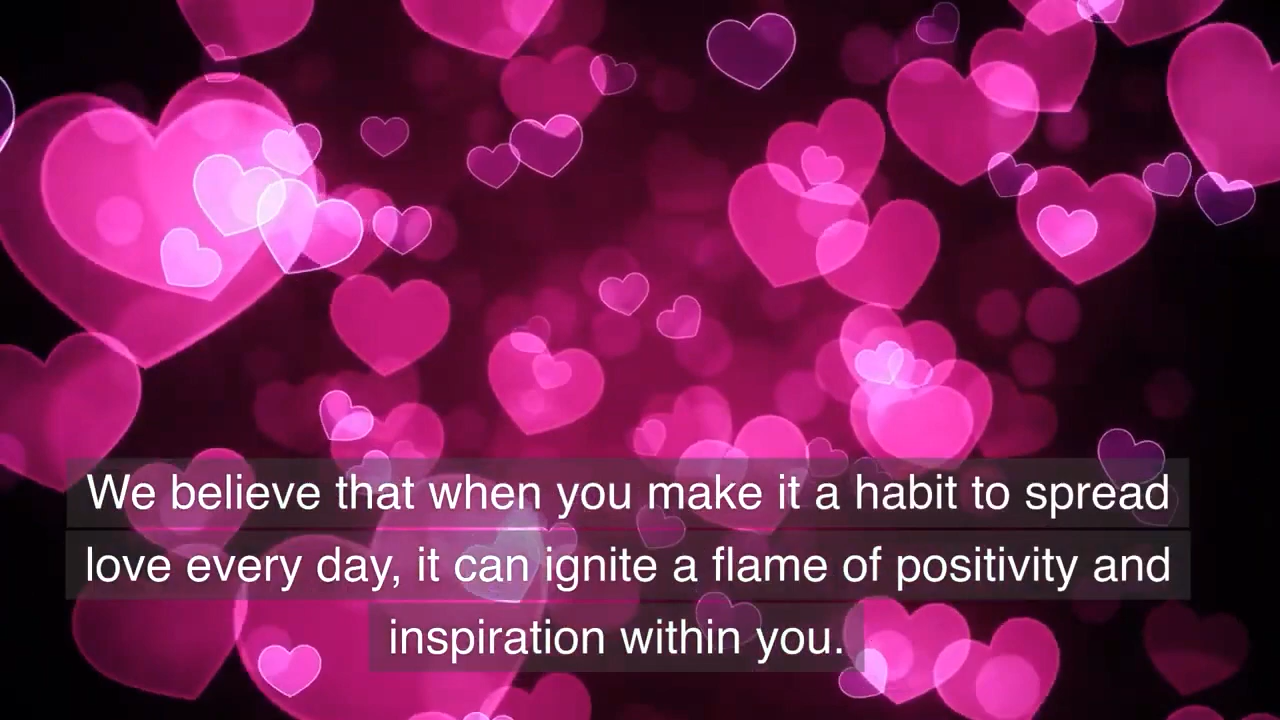 We believe that when you make it a habit to spread
love every day, it can ignite a flame of positivity and
inspiration within you.